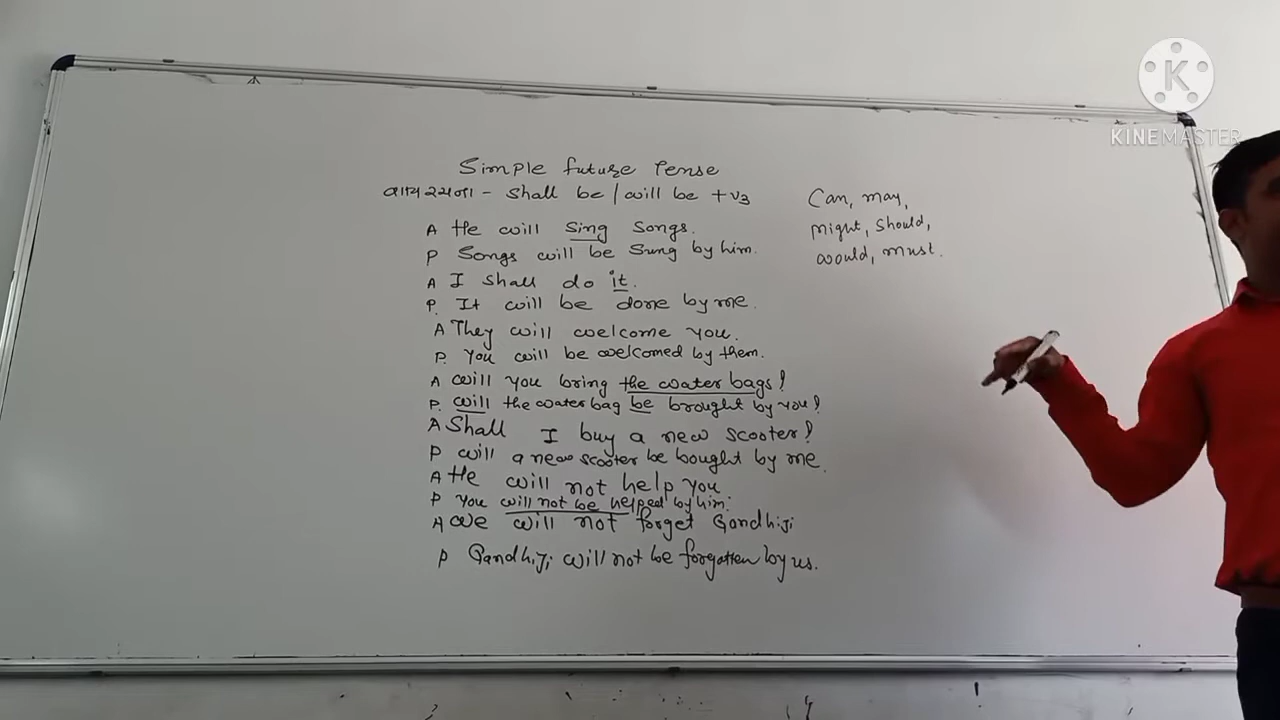 KINEMASTER
Simple future Tense
वाक्यरचना - Shall be / will be + v3
Can, may,
might, Should,
would, must.
A He will Sing Songs.
P Songs will be Sung by him.
A I Shall do it.
P. It will be done by me.
A They will welcome you.
P. You will be welcomed by them.
A will you bring the water bags?
P. will the water bag be brought by you?
A Shall I buy a new scooter?
P will a new scooter be bought by me.
A He will not help you
P You will not be helped by him.
A we will not forget Gandhiji
P Gandhiji will not be forgotten by us.